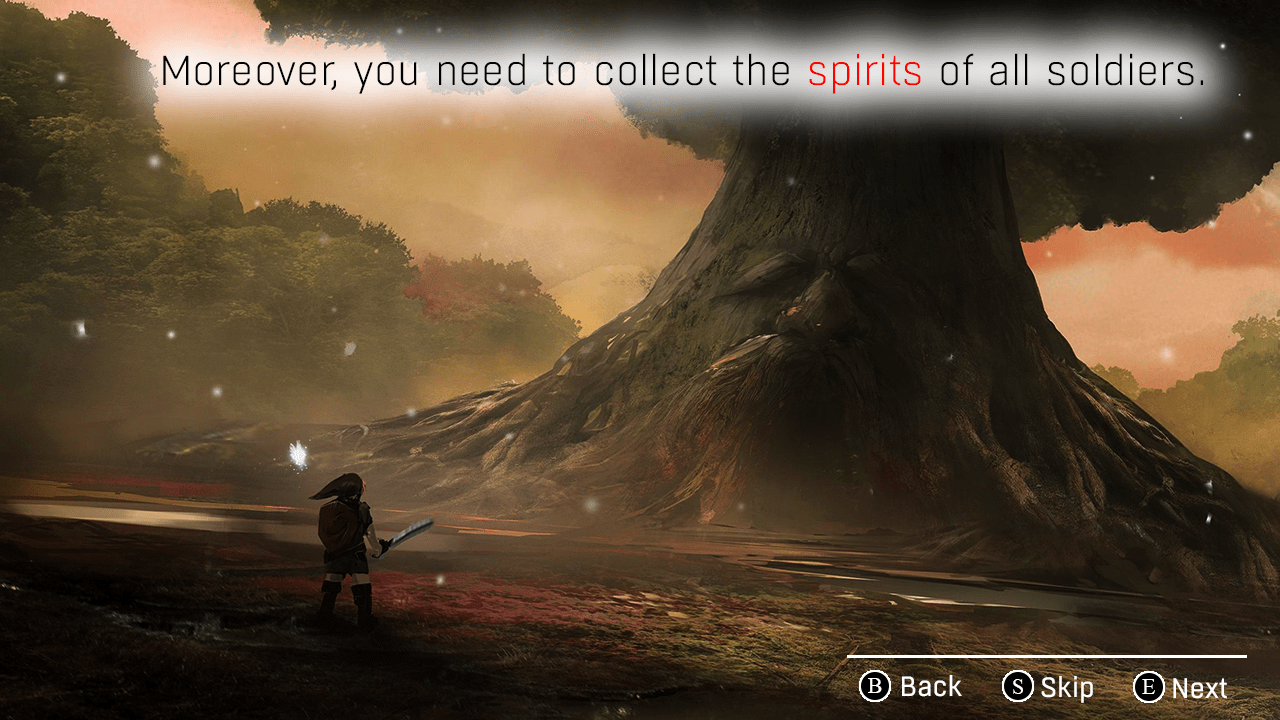 Moreover, you need to collect the spirits of all soldiers.
B Back S Skip E Next